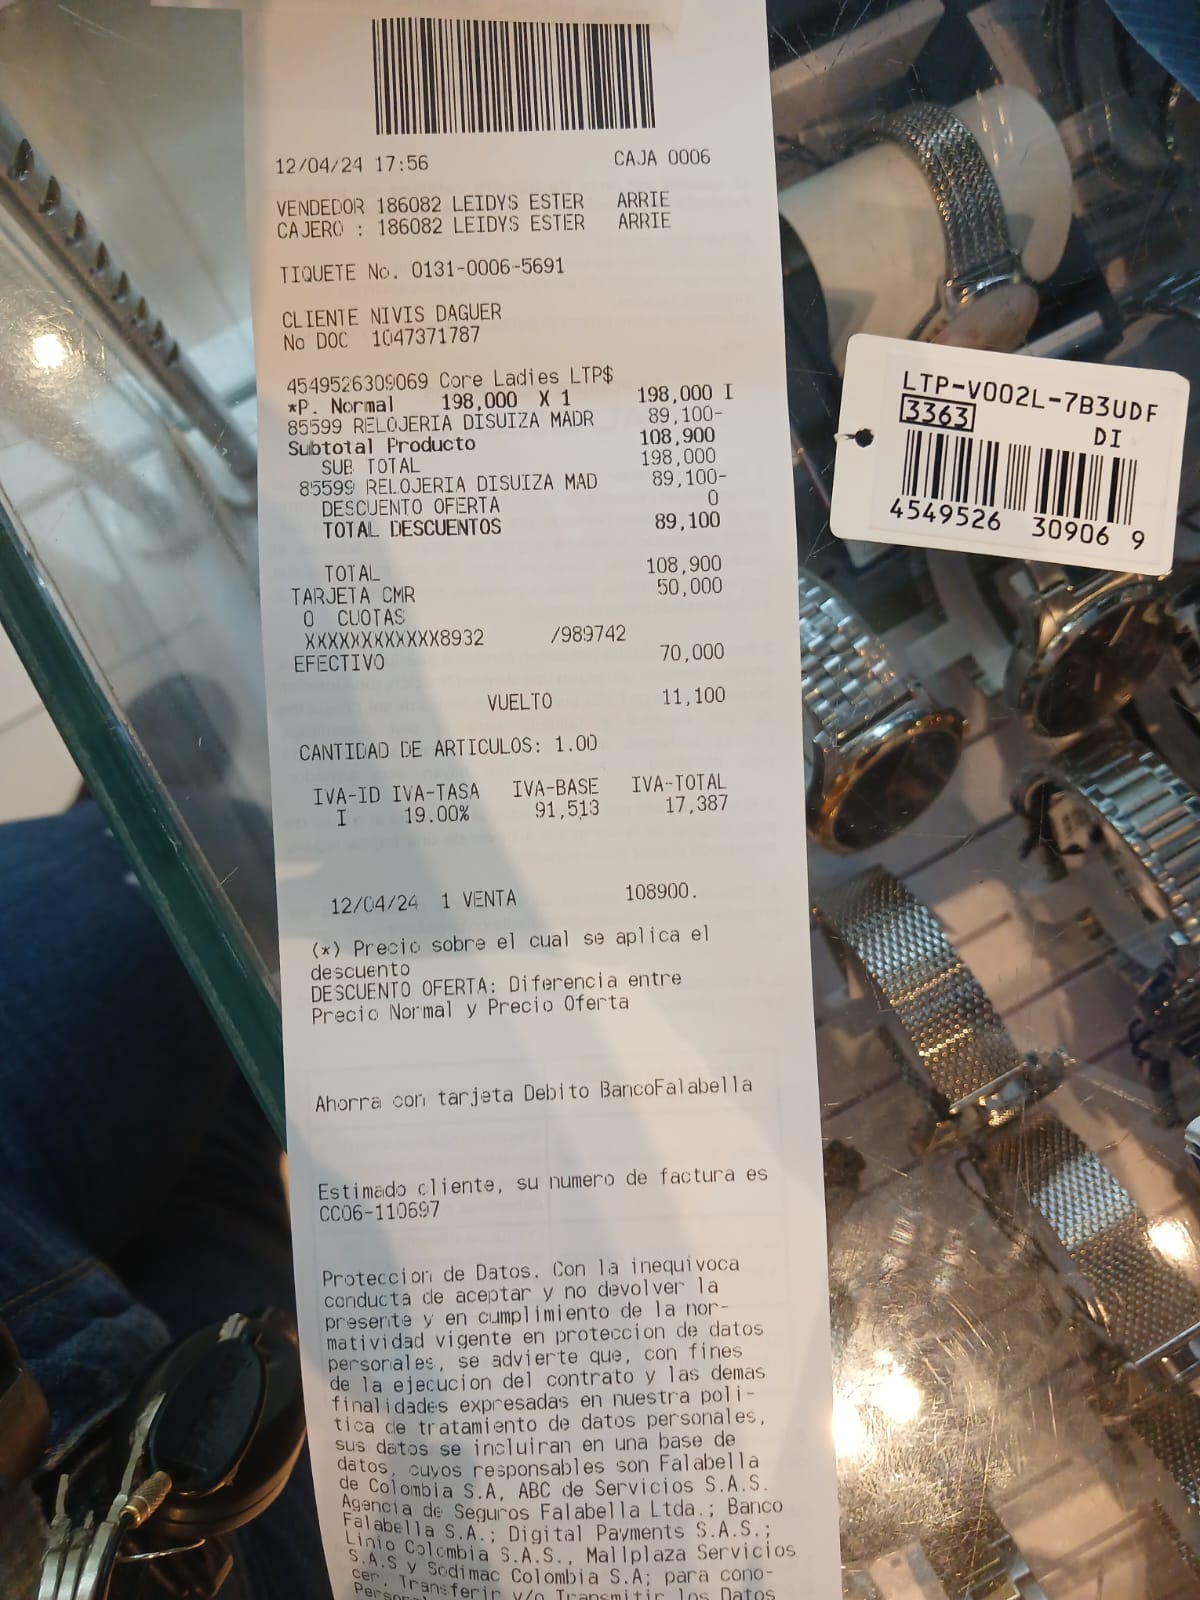 12/04/24 17:56 CAJA 0006
VENDEDOR 186082 LEIDYS ESTER ARRIE
CAJERO : 186082 LEIDYS ESTER ARRIE
TIQUETE No. 0131-0006-5691
CLIENTE NIVIS DAGUER
No DOC 1047371787
4549526309069 Core Ladies LTP$
*P. Normal 198,000 X 1 198,000 I
85599 RELOJERIA DISUIZA MADR 89,100-
Subtotal Producto 108,900
SUB TOTAL 198,000
85599 RELOJERIA DISUIZA MAD 89,100-
DESCUENTO OFERTA 0
TOTAL DESCUENTOS 89,100
TOTAL 108,900
TARJETA CMR 50,000
0 CUOTAS
XXXXXXXXXXXX8932 /989742
EFECTIVO 70,000
VUELTO 11,100
CANTIDAD DE ARTICULOS: 1.00
IVA-ID IVA-TASA IVA-BASE IVA-TOTAL
I 19.00% 91,513 17,387
12/04/24 1 VENTA 108900.
(*) Precio sobre el cual se aplica el
descuento
DESCUENTO OFERTA: Diferencia entre
Precio Normal y Precio Oferta
Ahorra con tarjeta Debito BancoFalabella
Estimado cliente, su numero de factura es
CC06-110697
Proteccion de Datos. Con la inequivoca
conducta de aceptar y no devolver la
presente y en cumplimiento de la nor-
matividad vigente en proteccion de datos
personales, se advierte que, con fines
de la ejecucion del contrato y las demas
finalidades expresadas en nuestra poli-
tica de tratamiento de datos personales,
sus datos se incluiran en una base de
datos, cuyos responsables son Falabella
de Colombia S.A, ABC de Servicios S.A.S.
Agencia de Seguros Falabella Ltda.; Banco
Falabella S.A.; Digital Payments S.A.S.;
Linio Colombia S.A.S., Mallplaza Servicios
S.A.S y Sodimac Colombia S.A; para cono-
cer, Transferir y/o Transmitir los Datos
LTP-V002L-7B3UDF
3363 DI
4549526 30906 9